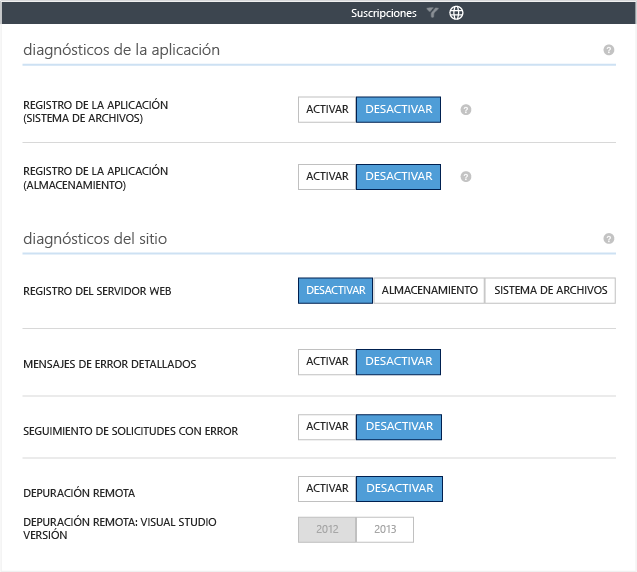 Suscripciones
diagnósticos de la aplicación
?
REGISTRO DE LA APLICACIÓN
(SISTEMA DE ARCHIVOS)
ACTIVAR DESACTIVAR ?
REGISTRO DE LA APLICACIÓN
(ALMACENAMIENTO)
ACTIVAR DESACTIVAR ?
diagnósticos del sitio
?
REGISTRO DEL SERVIDOR WEB
DESACTIVAR ALMACENAMIENTO SISTEMA DE ARCHIVOS
MENSAJES DE ERROR DETALLADOS
ACTIVAR DESACTIVAR
SEGUIMIENTO DE SOLICITUDES CON ERROR
ACTIVAR DESACTIVAR
DEPURACIÓN REMOTA
ACTIVAR DESACTIVAR
DEPURACIÓN REMOTA: VISUAL STUDIO
VERSIÓN
2012 2013